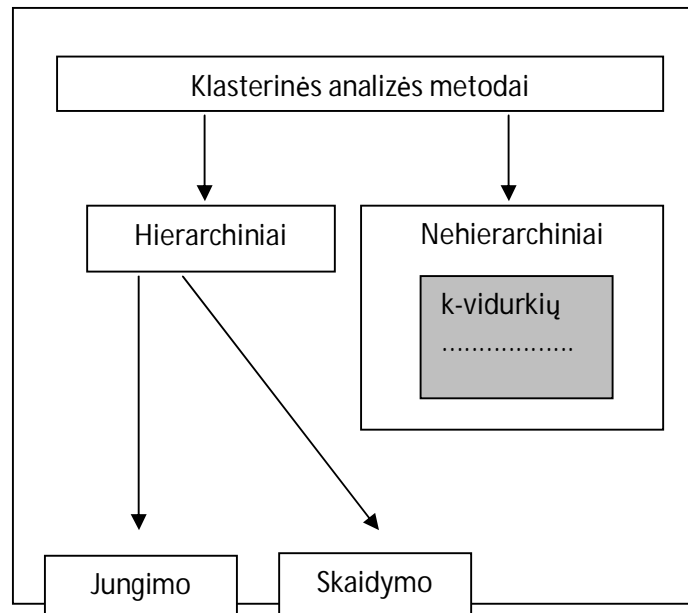 Klasterinės analizės metodai
Hierarchiniai
Nehierarchiniai
k-vidurkių
..................
Jungimo
Skaidymo